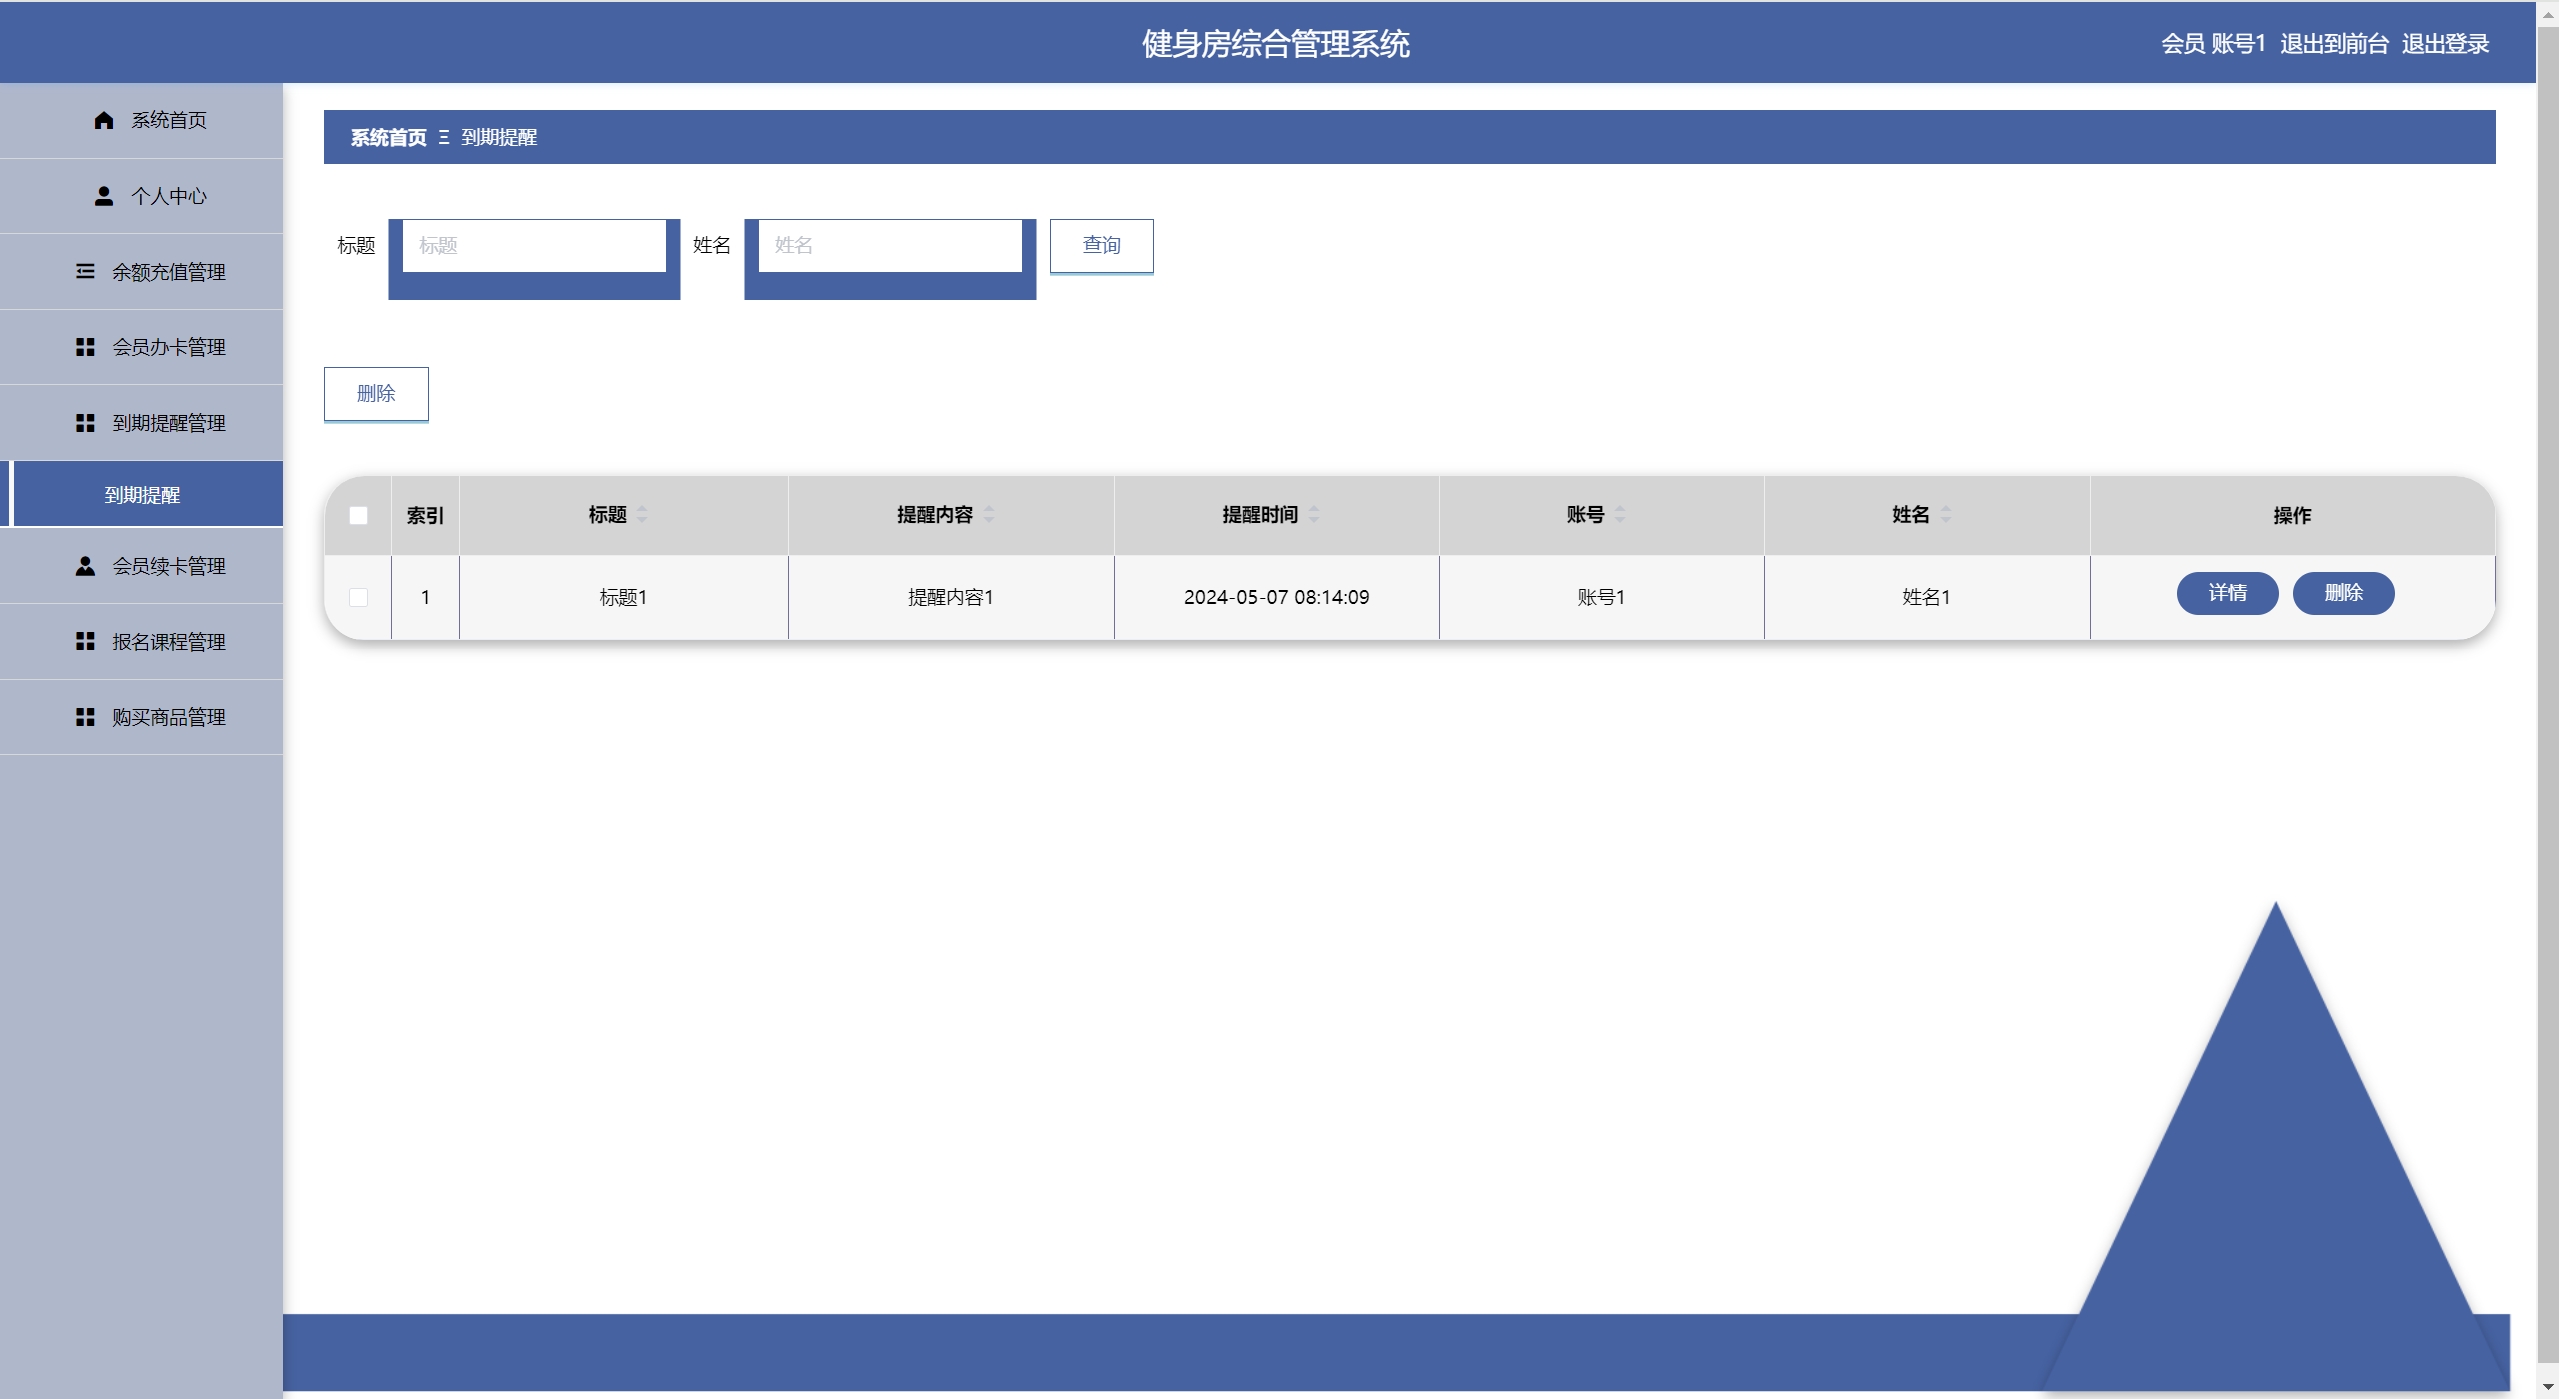 健身房综合管理系统
会员 账号1 退出到前台 退出登录
系统首页
个人中心
余额充值管理
会员办卡管理
到期提醒管理
到期提醒
会员续卡管理
报名课程管理
购买商品管理
系统首页 Ξ 到期提醒
标题 标题 姓名 姓名 查询
删除
索引 标题 提醒内容 提醒时间 账号 姓名 操作
1 标题1 提醒内容1 2024-05-07 08:14:09 账号1 姓名1 详情 删除